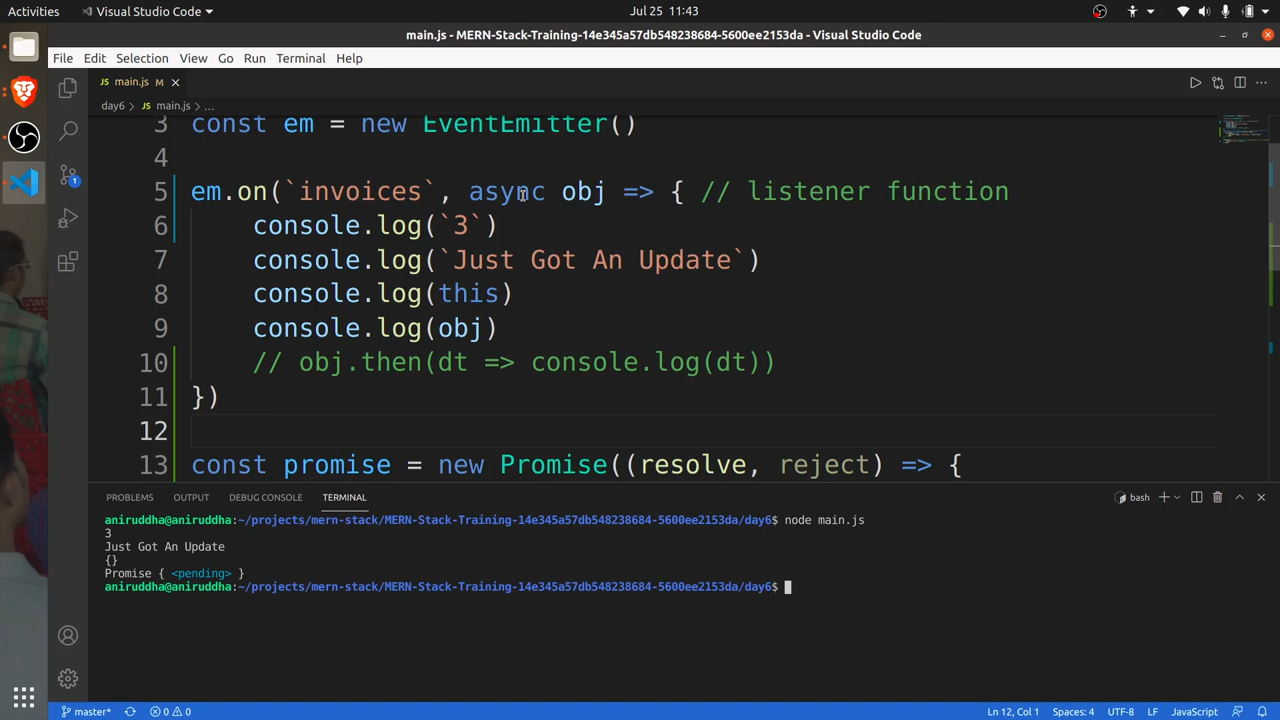 Activities Visual Studio Code Jul 25 11:43
main.js - MERN-Stack-Training-14e345a57db548238684-5600ee2153da - Visual Studio Code
File Edit Selection View Go Run Terminal Help
JS main.js M
day6 > JS main.js > ...
3 const em = new EventEmitter()
4
5 em.on(`invoices`, async obj => { // listener function
6 console.log(`3`)
7 console.log(`Just Got An Update`)
8 console.log(this)
9 console.log(obj)
10 // obj.then(dt => console.log(dt))
11 })
12
13 const promise = new Promise((resolve, reject) => {
1
PROBLEMS OUTPUT DEBUG CONSOLE TERMINAL bash
aniruddha@aniruddha:~/projects/mern-stack/MERN-Stack-Training-14e345a57db548238684-5600ee2153da/day6$ node main.js
3
Just Got An Update
{}
Promise { <pending> }
aniruddha@aniruddha:~/projects/mern-stack/MERN-Stack-Training-14e345a57db548238684-5600ee2153da/day6$
master* 0 0 Ln 12, Col 1 Spaces: 4 UTF-8 LF JavaScript